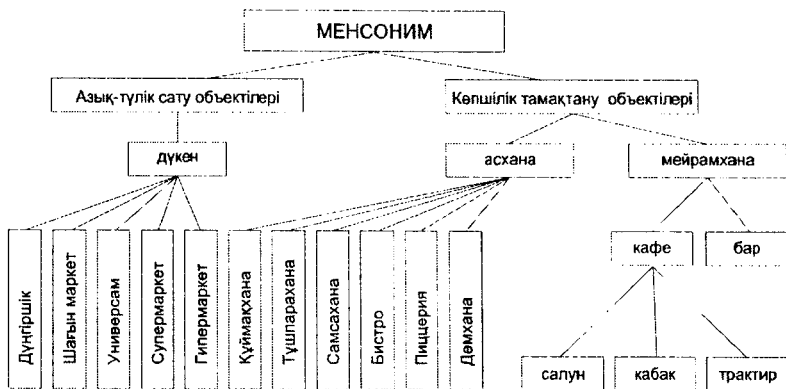 МЕНСОНИМ
Азық-түлік сату объектілері
Көпшілік тамақтану объектілері
дүкен
асхана
мейрамхана
кафе
бар
Дүңгіршік
Шағын маркет
Универсам
Супермаркет
Гипермаркет
Құймақхана
Тұшпарахана
Самсахана
Бистро
Пиццерия
Дәмхана
салун
кабак
трактир